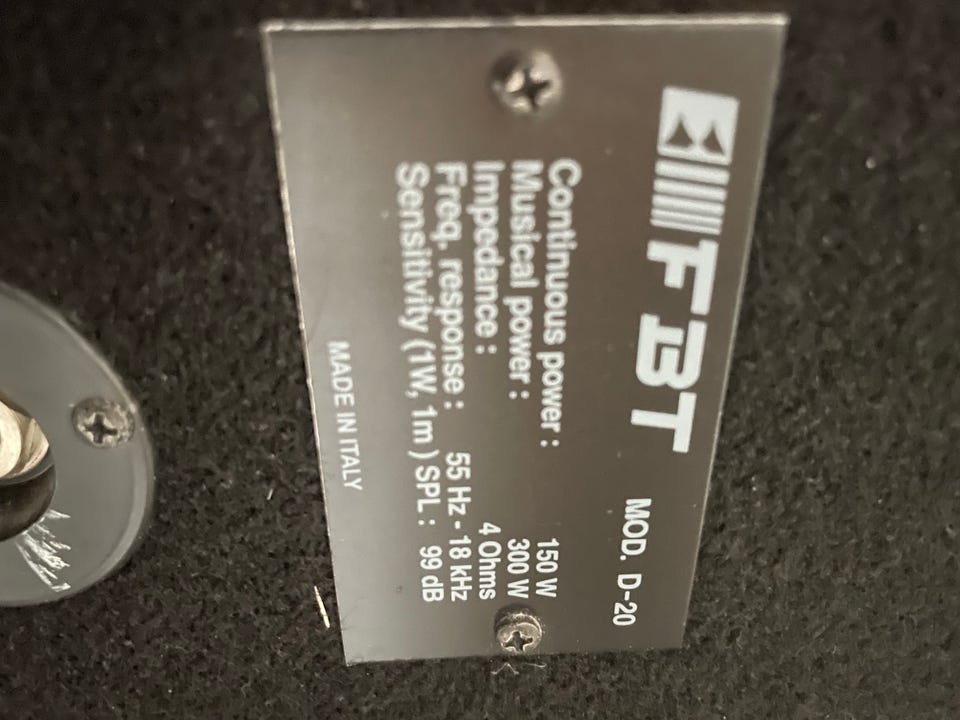 FBT MOD. D-20
Continuous power : 150 W
Musical power : 300 W
Impedance : 4 Ohms
Freq. response : 55 Hz - 18 kHz
Sensitivity (1W, 1m) SPL : 99 dB
MADE IN ITALY